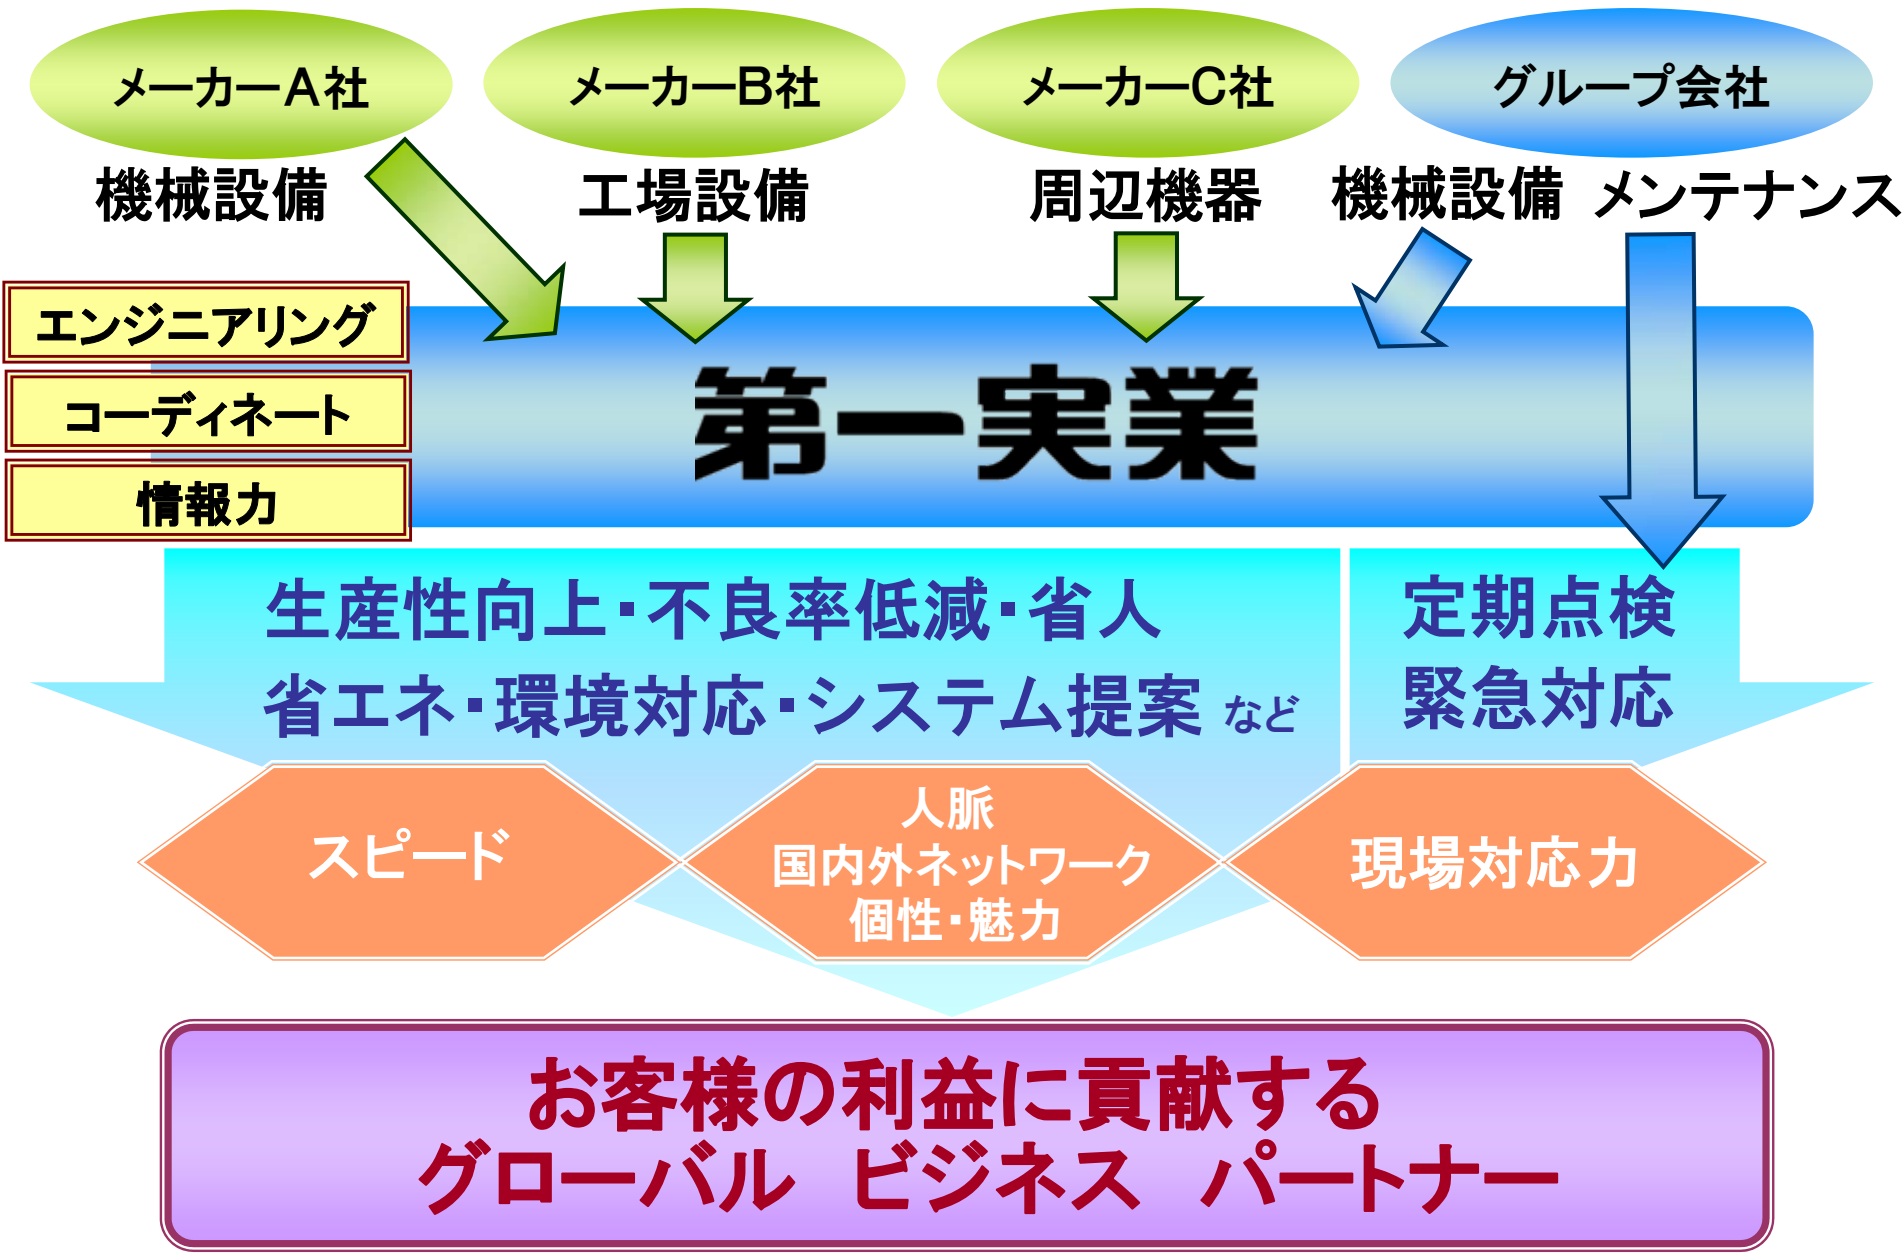 メーカーA社
メーカーB社
メーカーC社
グループ会社
機械設備
工場設備
周辺機器
機械設備 メンテナンス
エンジニアリング
コーディネート
情報力
第一実業
生産性向上・不良率低減・省人
省エネ・環境対応・システム提案 など
定期点検
緊急対応
スピード
人脈
国内外ネットワーク
個性・魅力
現場対応力
お客様の利益に貢献する
グローバル ビジネス パートナー